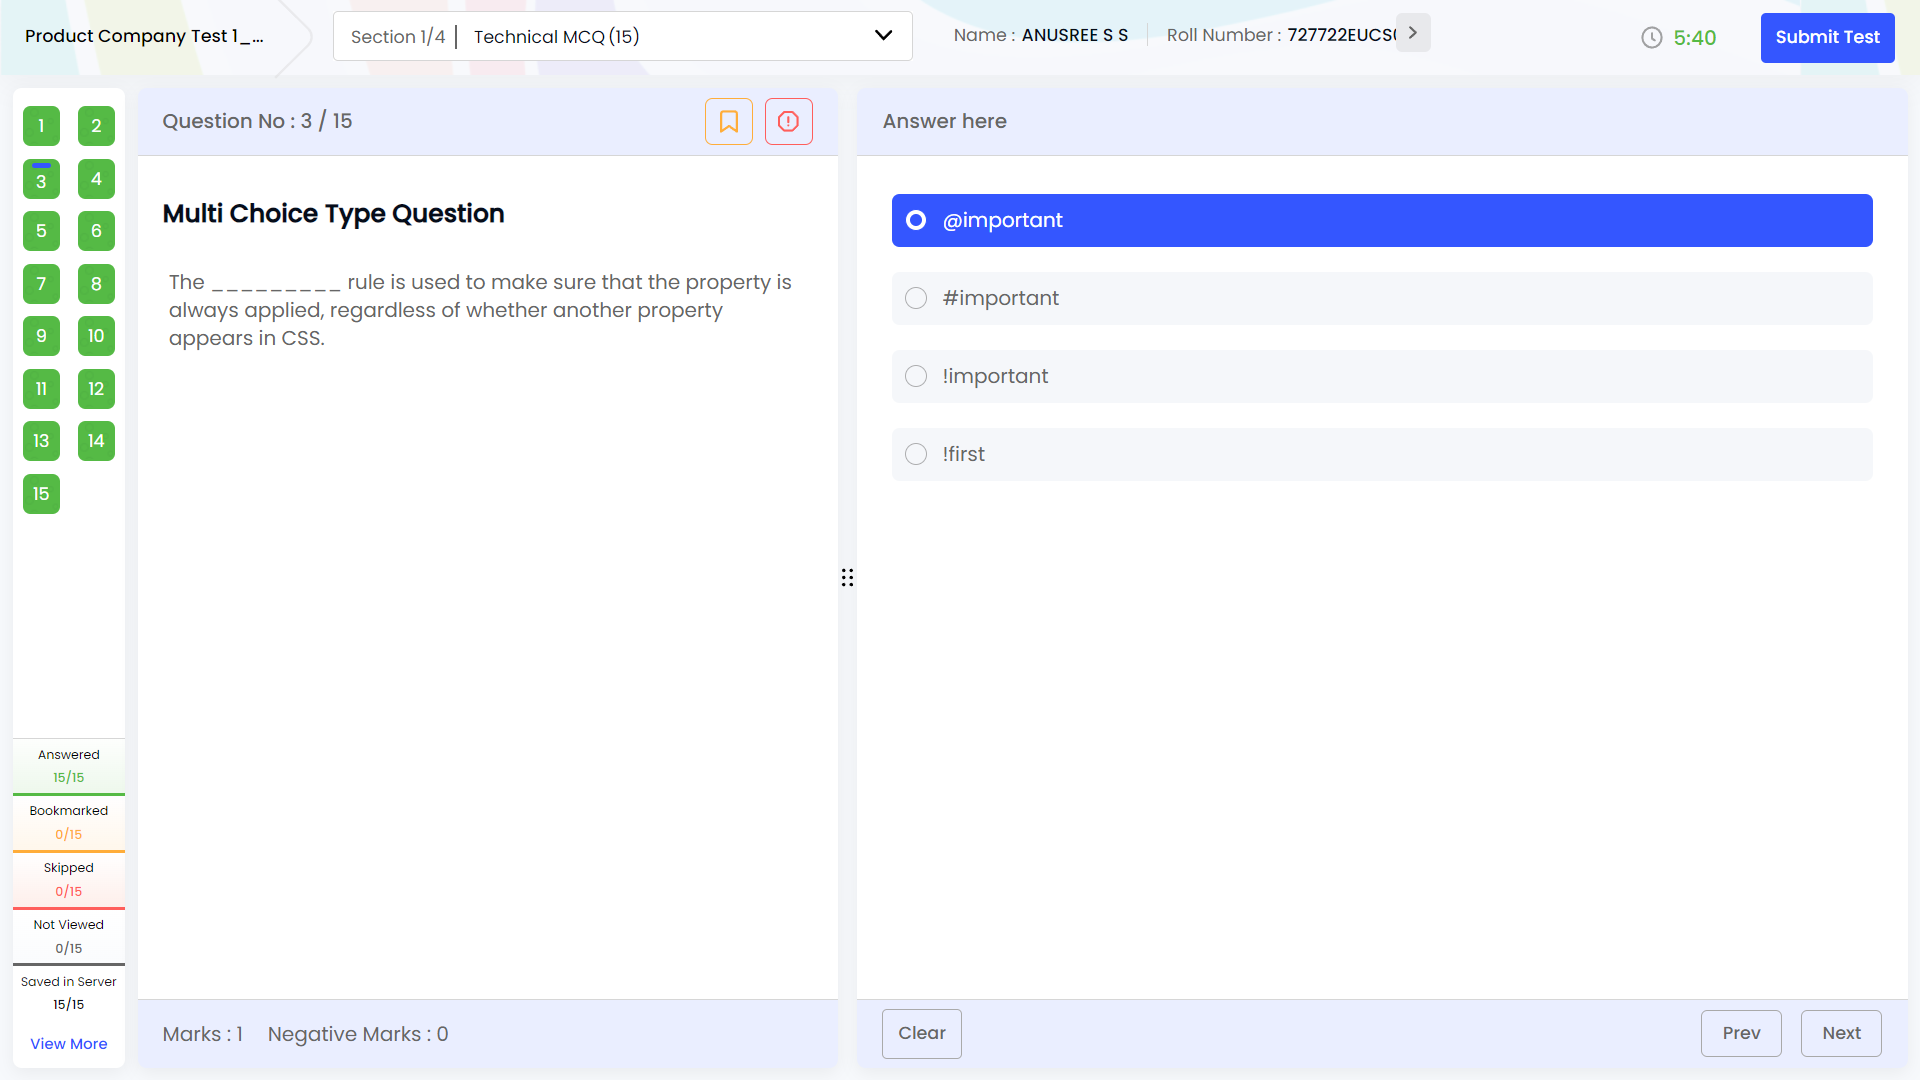 Product Company Test 1_...
Section 1/4 | Technical MCQ (15)
Name : ANUSREE S S
Roll Number : 727722EUCS
5:40
Submit Test
1 2
3 4
5 6
7 8
9 10
11 12
13 14
15
Answered
15/15
Bookmarked
0/15
Skipped
0/15
Not Viewed
0/15
Saved in Server
15/15
View More
Question No : 3 / 15
Multi Choice Type Question
The _________ rule is used to make sure that the property is
always applied, regardless of whether another property
appears in CSS.
Marks : 1 Negative Marks : 0
Answer here
@important
#important
!important
!first
Clear
Prev
Next